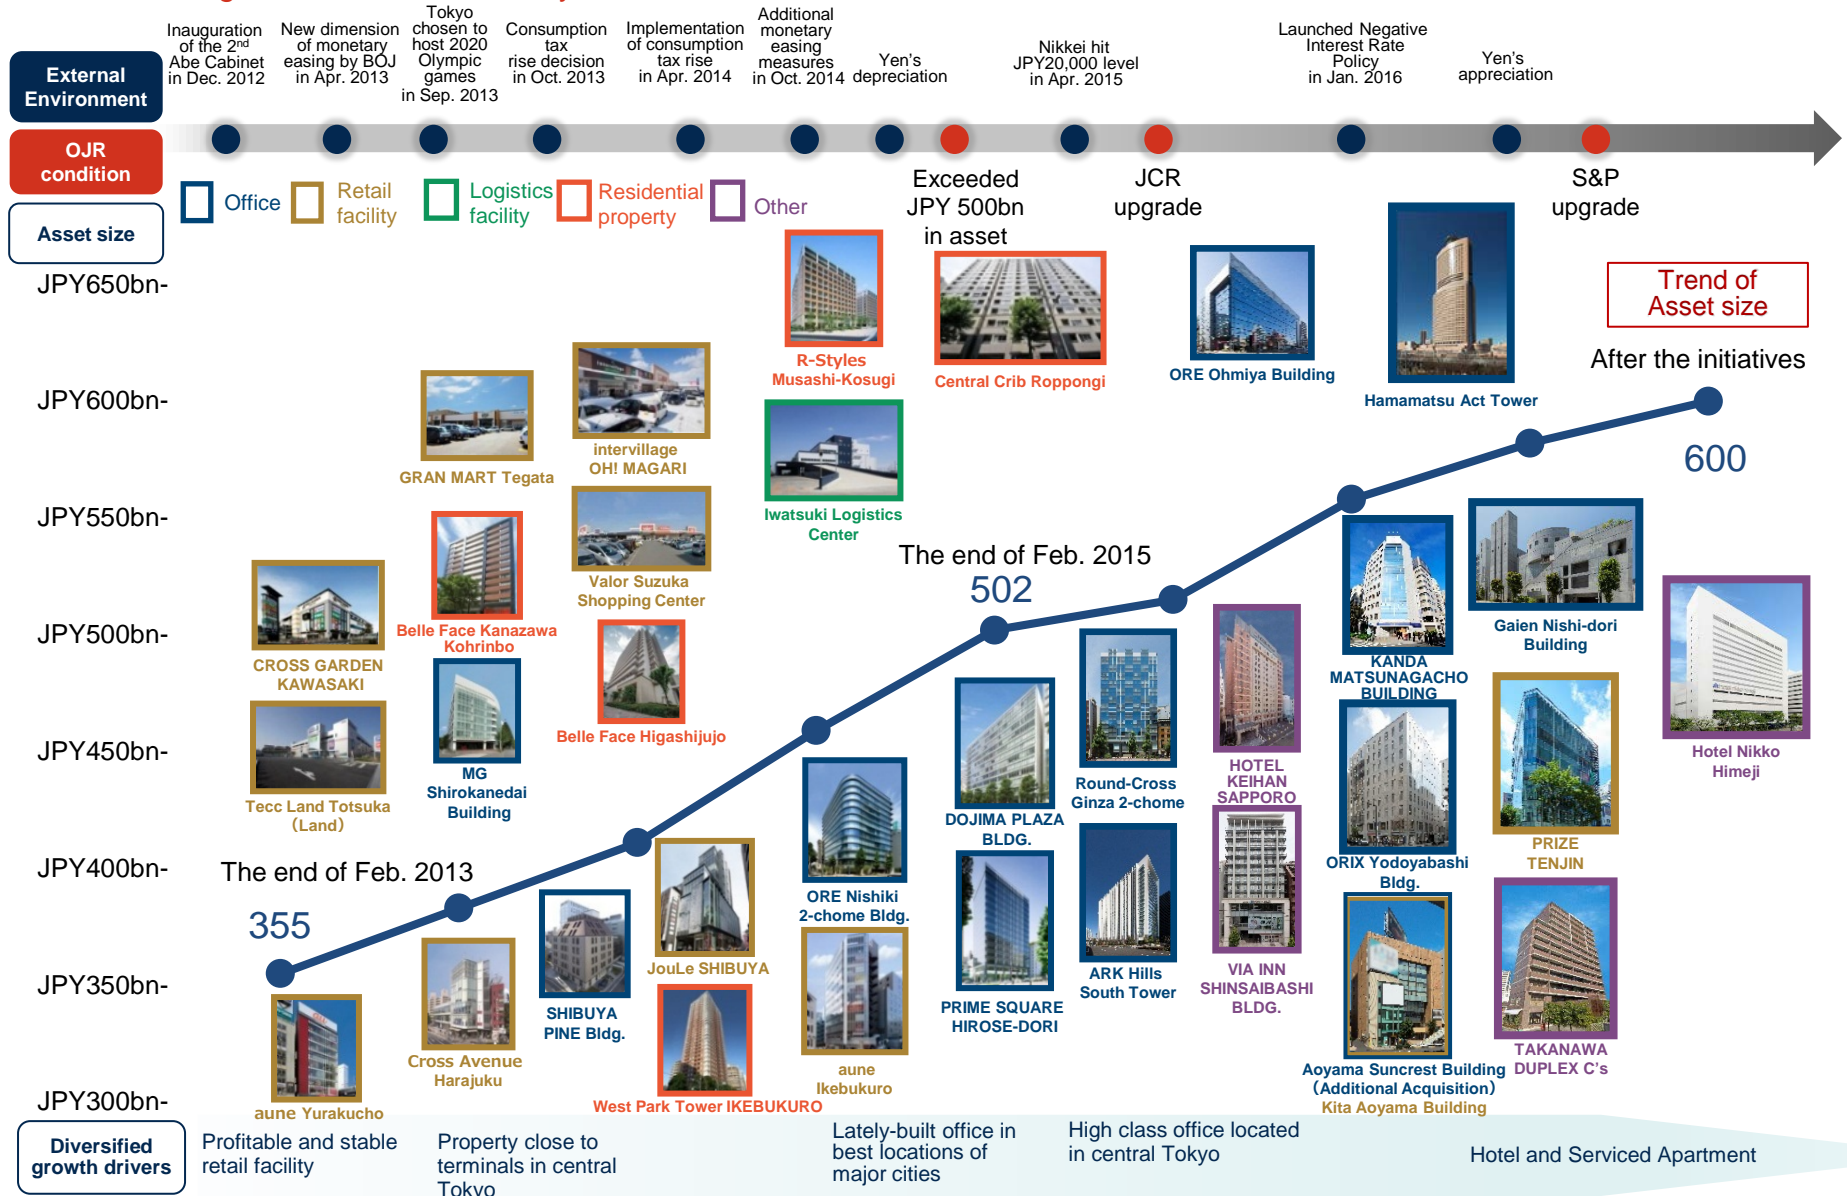 Inauguration
of the 2nd
Abe Cabinet
in Dec. 2012
New dimension
of monetary
easing by BOJ
in Apr. 2013
Tokyo
chosen to
host 2020
Olympic
games
in Sep. 2013
Consumption
tax
rise decision
in Oct. 2013
Implementation
of consumption
tax rise
in Apr. 2014
Additional
monetary
easing
measures
in Oct. 2014
Yen's
depreciation
Nikkei hit
JPY20,000 level
in Apr. 2015
Launched Negative
Interest Rate
Policy
in Jan. 2016
Yen's
appreciation
External
Environment
OJR
condition
Exceeded
JPY 500bn
in asset
JCR
upgrade
S&P
upgrade
Office
Retail
facility
Logistics
facility
Residential
property
Other
Asset size
JPY650bn-
JPY600bn-
JPY550bn-
JPY500bn-
JPY450bn-
JPY400bn-
JPY350bn-
JPY300bn-
Trend of
Asset size
After the initiatives
600
R-Styles
Musashi-Kosugi
Central Crib Roppongi
ORE Ohmiya Building
Hamamatsu Act Tower
GRAN MART Tegata
intervillage
OH! MAGARI
Iwatsuki Logistics
Center
Valor Suzuka
Shopping Center
The end of Feb. 2015
502
CROSS GARDEN
KAWASAKI
Belle Face Kanazawa
Kohrinbo
Belle Face Higashijujo
KANDA
MATSUNAGACHO
BUILDING
Gaien Nishi-dori
Building
Tecc Land Totsuka
（Land）
MG
Shirokanedai
Building
DOJIMA PLAZA
BLDG.
Round-Cross
Ginza 2-chome
HOTEL
KEIHAN
SAPPORO
Hotel Nikko
Himeji
The end of Feb. 2013
355
ORE Nishiki
2-chome Bldg.
ORIX Yodoyabashi
Bldg.
PRIZE
TENJIN
JouLe SHIBUYA
SHIBUYA
PINE Bldg.
PRIME SQUARE
HIROSE-DORI
ARK Hills
South Tower
VIA INN
SHINSAIBASHI
BLDG.
aune Yurakucho
Cross Avenue
Harajuku
West Park Tower IKEBUKURO
aune
Ikebukuro
Aoyama Suncrest Building
（Additional Acquisition）
Kita Aoyama Building
TAKANAWA
DUPLEX C's
Diversified
growth drivers
Profitable and stable
retail facility
Property close to
terminals in central
Tokyo
Lately-built office in
best locations of
major cities
High class office located
in central Tokyo
Hotel and Serviced Apartment